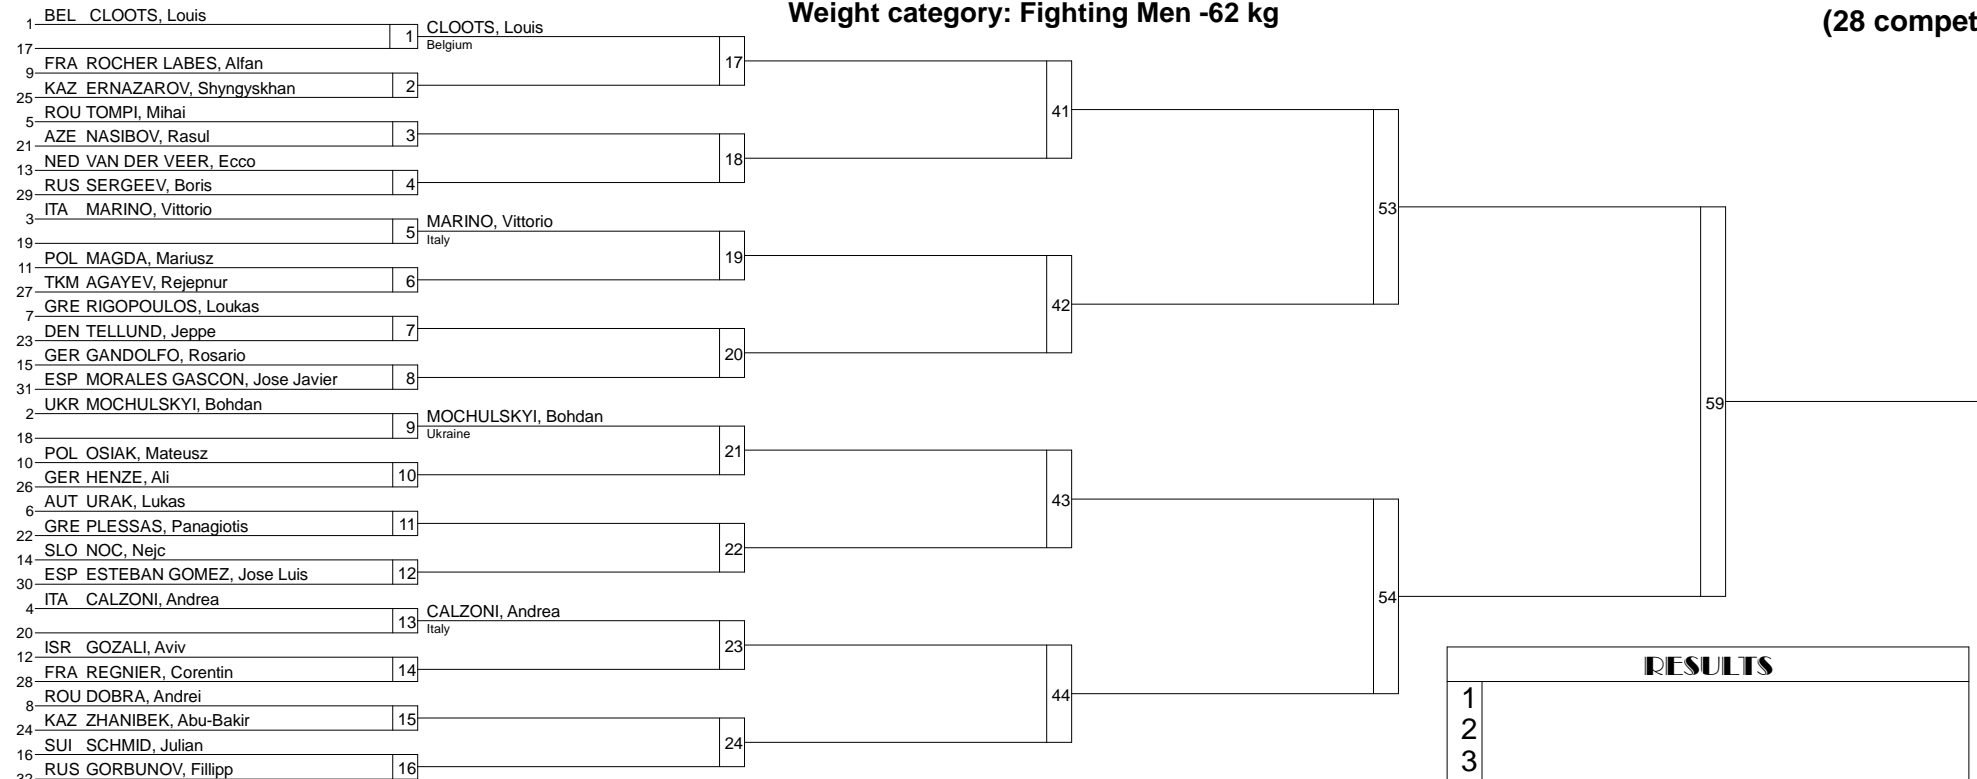 Weight category: Fighting Men -62 kg
(28 compet
1 BEL CLOOTS, Louis
17
1 CLOOTS, Louis
Belgium
9 FRA ROCHER LABES, Alfan
25 KAZ ERNAZAROV, Shyngyskhan
2
17
5 ROU TOMPI, Mihai
21 AZE NASIBOV, Rasul
3
13 NED VAN DER VEER, Ecco
29 RUS SERGEEV, Boris
4
18
41
3 ITA MARINO, Vittorio
19
5 MARINO, Vittorio
Italy
11 POL MAGDA, Mariusz
27 TKM AGAYEV, Rejepnur
6
19
7 GRE RIGOPOULOS, Loukas
23 DEN TELLUND, Jeppe
7
15 GER GANDOLFO, Rosario
31 ESP MORALES GASCON, Jose Javier
8
20
42
53
2 UKR MOCHULSKYI, Bohdan
18
9 MOCHULSKYI, Bohdan
Ukraine
10 POL OSIAK, Mateusz
26 GER HENZE, Ali
10
21
6 AUT URAK, Lukas
22 GRE PLESSAS, Panagiotis
11
14 SLO NOC, Nejc
30 ESP ESTEBAN GOMEZ, Jose Luis
12
22
43
4 ITA CALZONI, Andrea
20
13 CALZONI, Andrea
Italy
12 ISR GOZALI, Aviv
28 FRA REGNIER, Corentin
14
23
8 ROU DOBRA, Andrei
24 KAZ ZHANIBEK, Abu-Bakir
15
16 SUI SCHMID, Julian
32 RUS GORBUNOV, Fillipp
16
24
44
54
59
RESULTS
1
2
3